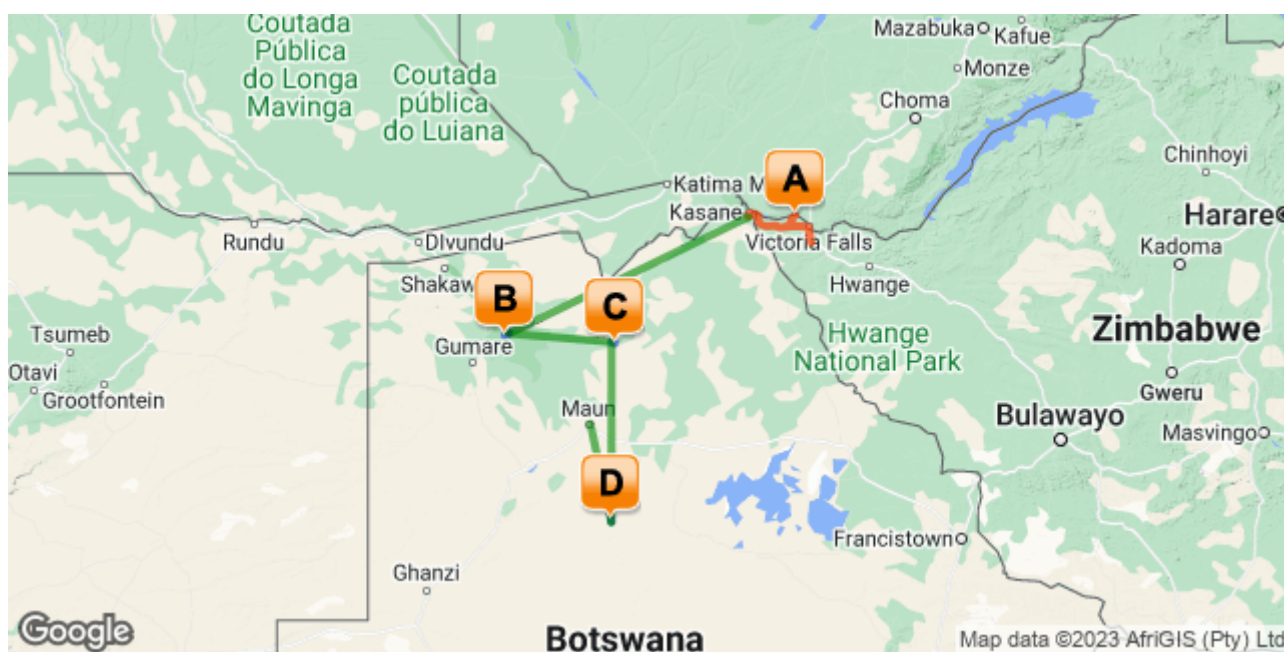 Coutada
Pública
do Longa
Mavinga
Coutada
pública
do Luiana
Mazabuka
Kafue
Monze
Choma
Chinhoyi
Katima M
A
Kasane
Harare
Rundu
DIvundu
Victoria Falls
Kadoma
Shakaw
B
C
Hwange
Tsumeb
Gumare
Hwange
National Park
Zimbabwe
Otavi
Grootfontein
Gweru
Maun
Bulawayo
Masvingo
D
Francistown
Ghanzi
Google
Botswana
Map data ©2023 AfriGIS (Pty) Ltd